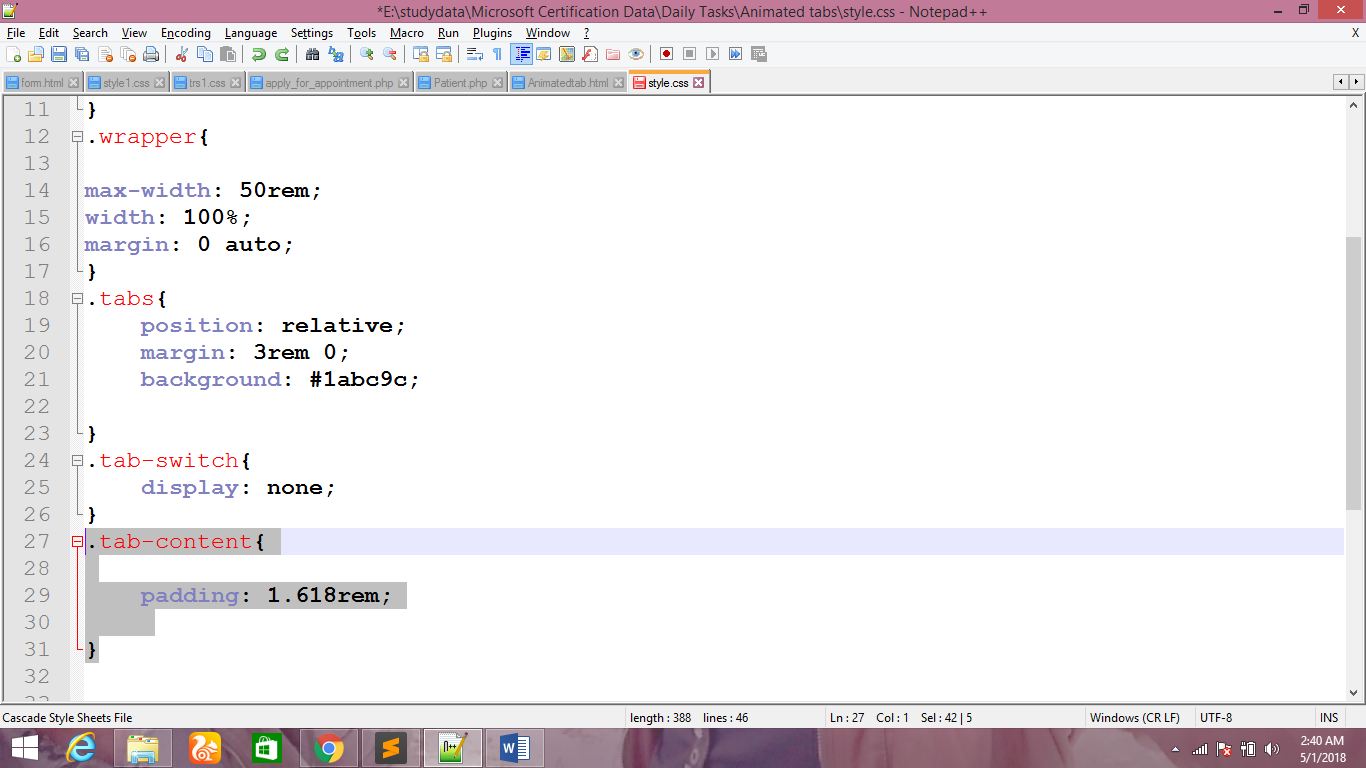 *E:\studydata\Microsoft Certification Data\Daily Tasks\Animated tabs\style.css - Notepad++
File Edit Search View Encoding Language Settings Tools Macro Run Plugins Window ? X
form.html style1.css trs1.css apply_for_appointment.php Patient.php Animatedtab.html style.css
11 }
12 .wrapper{
13
14 max-width: 50rem;
15 width: 100%;
16 margin: 0 auto;
17 }
18 .tabs{
19 position: relative;
20 margin: 3rem 0;
21 background: #1abc9c;
22
23 }
24 .tab-switch{
25 display: none;
26 }
27 .tab-content{
28
29 padding: 1.618rem;
30
31 }
32
Cascade Style Sheets File length : 388 lines : 46 Ln : 27 Col : 1 Sel : 42 | 5 Windows (CR LF) UTF-8 INS
2:40 AM
5/1/2018